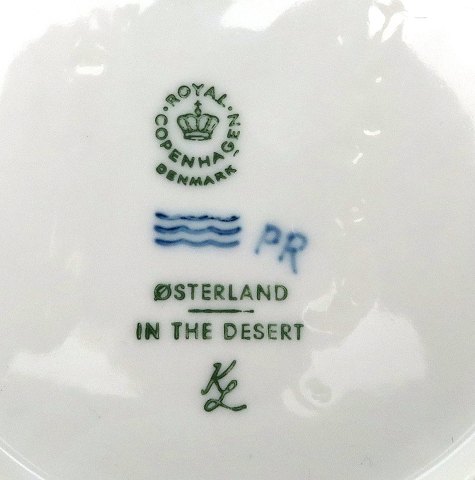 ROYAL
COPENHAGEN
DENMARK
PR
ØSTERLAND
IN THE DESERT
KL